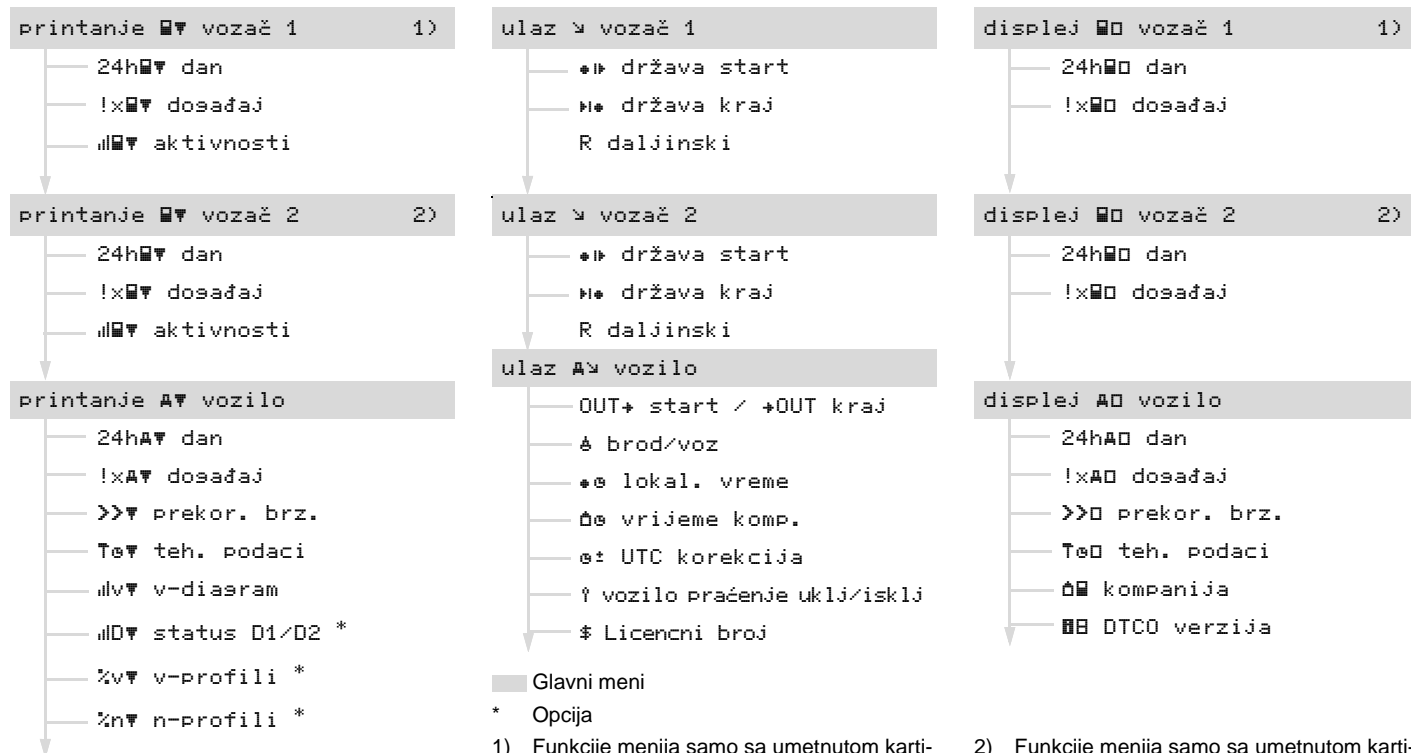 printanje vozač 1 1)
24h dan
!x događaj
aktivnosti
printanje vozač 2 2)
24h dan
!x događaj
aktivnosti
printanje vozilo
24h dan
!x događaj
>> prekor. brz.
teh. podaci
v v-diagram
D status D1/D2 *
%v v-profili *
%n n-profili *
ulaz vozač 1
država start
država kraj
R daljinski
ulaz vozač 2
država start
država kraj
R daljinski
ulaz vozilo
OUT→ start / →OUT kraj
brod/voz
lokal. vreme
vrijeme komp.
UTC korekcija
vozilo praćenje uklj/isklj
$ Licencni broj
Glavni meni
* Opcija
1) Funkcije menija samo sa umetnutom karti-
displej vozač 1 1)
24h dan
!x događaj
displej vozač 2 2)
24h dan
!x događaj
displej vozilo
24h dan
!x događaj
>> prekor. brz.
teh. podaci
kompanija
DTCO verzija
2) Funkcije menija samo sa umetnutom karti-